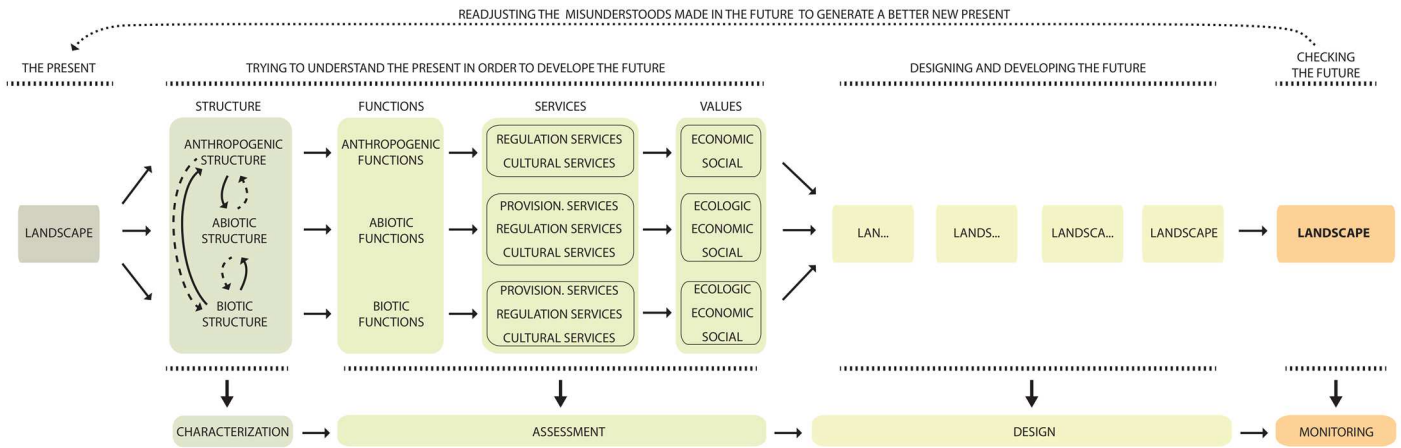 READJUSTING THE MISUNDERSTOODS MADE IN THE FUTURE TO GENERATE A BETTER NEW PRESENT
THE PRESENT
TRYING TO UNDERSTAND THE PRESENT IN ORDER TO DEVELOPE THE FUTURE
DESIGNING AND DEVELOPING THE FUTURE
CHECKING
THE FUTURE
STRUCTURE
FUNCTIONS
SERVICES
VALUES
LANDSCAPE
ANTHROPOGENIC
STRUCTURE
ABIOTIC
STRUCTURE
BIOTIC
STRUCTURE
ANTHROPOGENIC
FUNCTIONS
ABIOTIC
FUNCTIONS
BIOTIC
FUNCTIONS
REGULATION SERVICES
CULTURAL SERVICES
PROVISION. SERVICES
REGULATION SERVICES
CULTURAL SERVICES
PROVISION. SERVICES
REGULATION SERVICES
CULTURAL SERVICES
ECONOMIC
SOCIAL
ECOLOGIC
ECONOMIC
SOCIAL
ECOLOGIC
ECONOMIC
SOCIAL
LAN...
LANDS...
LANDSCA...
LANDSCAPE
LANDSCAPE
CHARACTERIZATION
ASSESSMENT
DESIGN
MONITORING